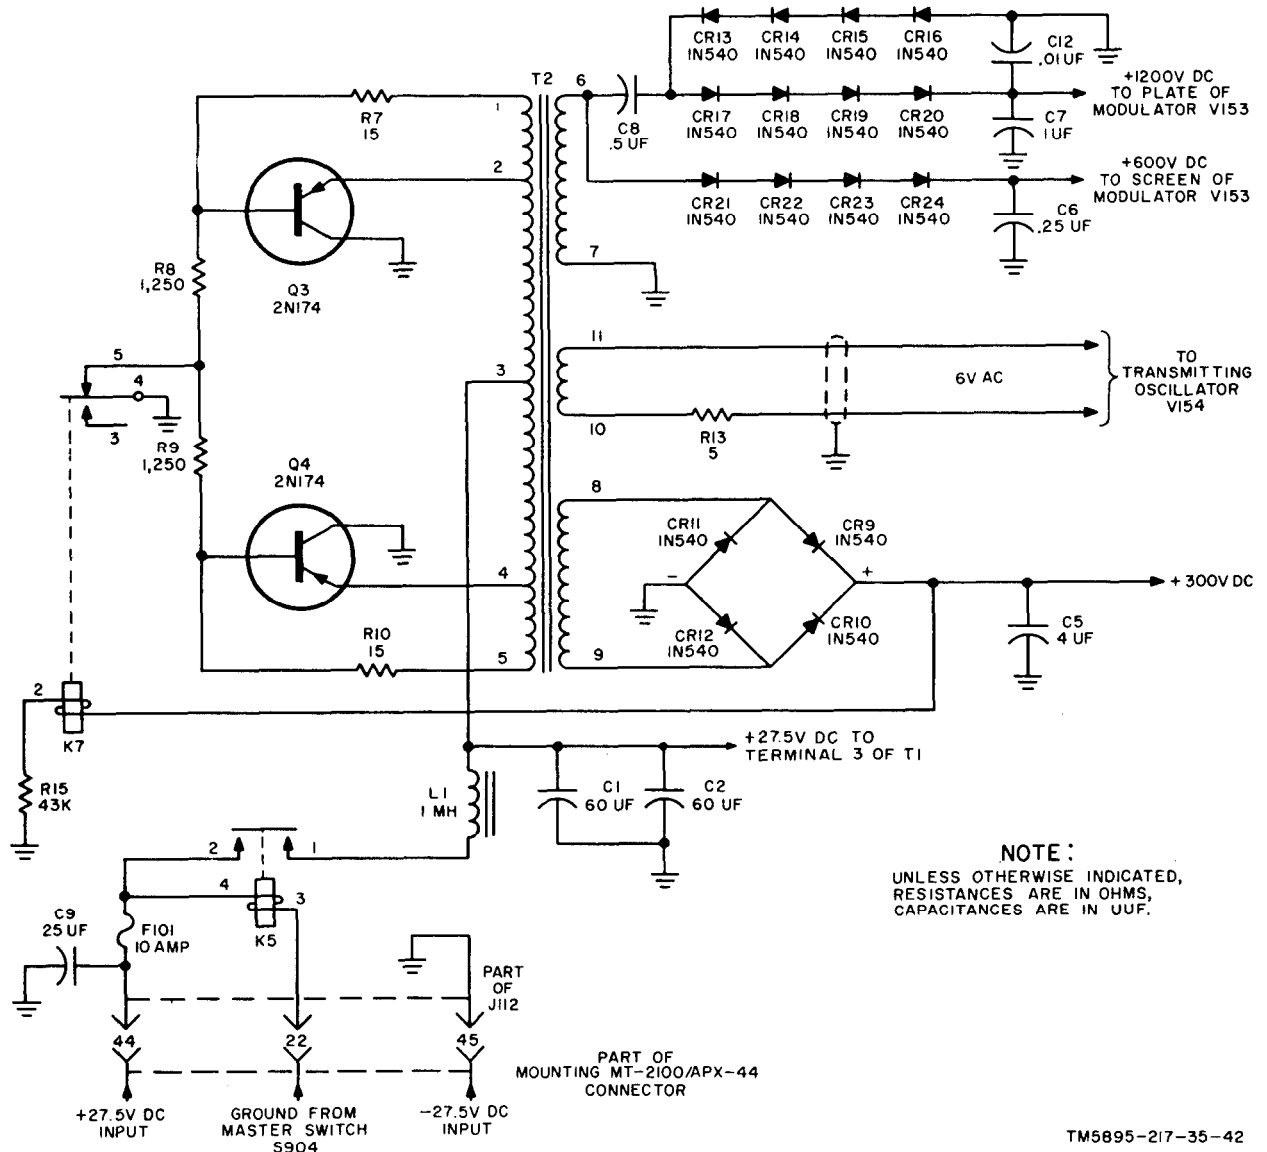 CR13 CR14 CR15 CR16
IN540 IN540 IN540 IN540
C12
.01UF
+1200V DC
TO PLATE OF
MODULATOR V153
T2
6
1
R7
15
C8
.5 UF
CR17 CR18 CR19 CR20
IN540 IN540 IN540 IN540
C7
1UF
2
+600V DC
TO SCREEN OF
MODULATOR V153
CR21 CR22 CR23 CR24
IN540 IN540 IN540 IN540
C6
.25 UF
7
R8
1,250
Q3
2N174
5
4
3
3
11
6V AC
TO
TRANSMITTING
OSCILLATOR
V154
10
R13
5
R9
1,250
Q4
2N174
8
CR11
IN540
CR9
IN540
4
-
+
+ 300V DC
CR12
IN540
CR10
IN540
C5
4 UF
R10
15
5
9
2
K7
+27.5V DC TO
TERMINAL 3 OF T1
R15
43K
L1
1 MH
C1
60 UF
C2
60 UF
2
1
NOTE:
UNLESS OTHERWISE INDICATED,
RESISTANCES ARE IN OHMS,
CAPACITANCES ARE IN UUF.
4
3
C9
25 UF
F101
10 AMP
K5
PART
OF
J112
44
22
45
PART OF
MOUNTING MT-2100/APX-44
CONNECTOR
+27.5V DC
INPUT
GROUND FROM
MASTER SWITCH
S904
-27.5V DC
INPUT
TM5895-217-35-42